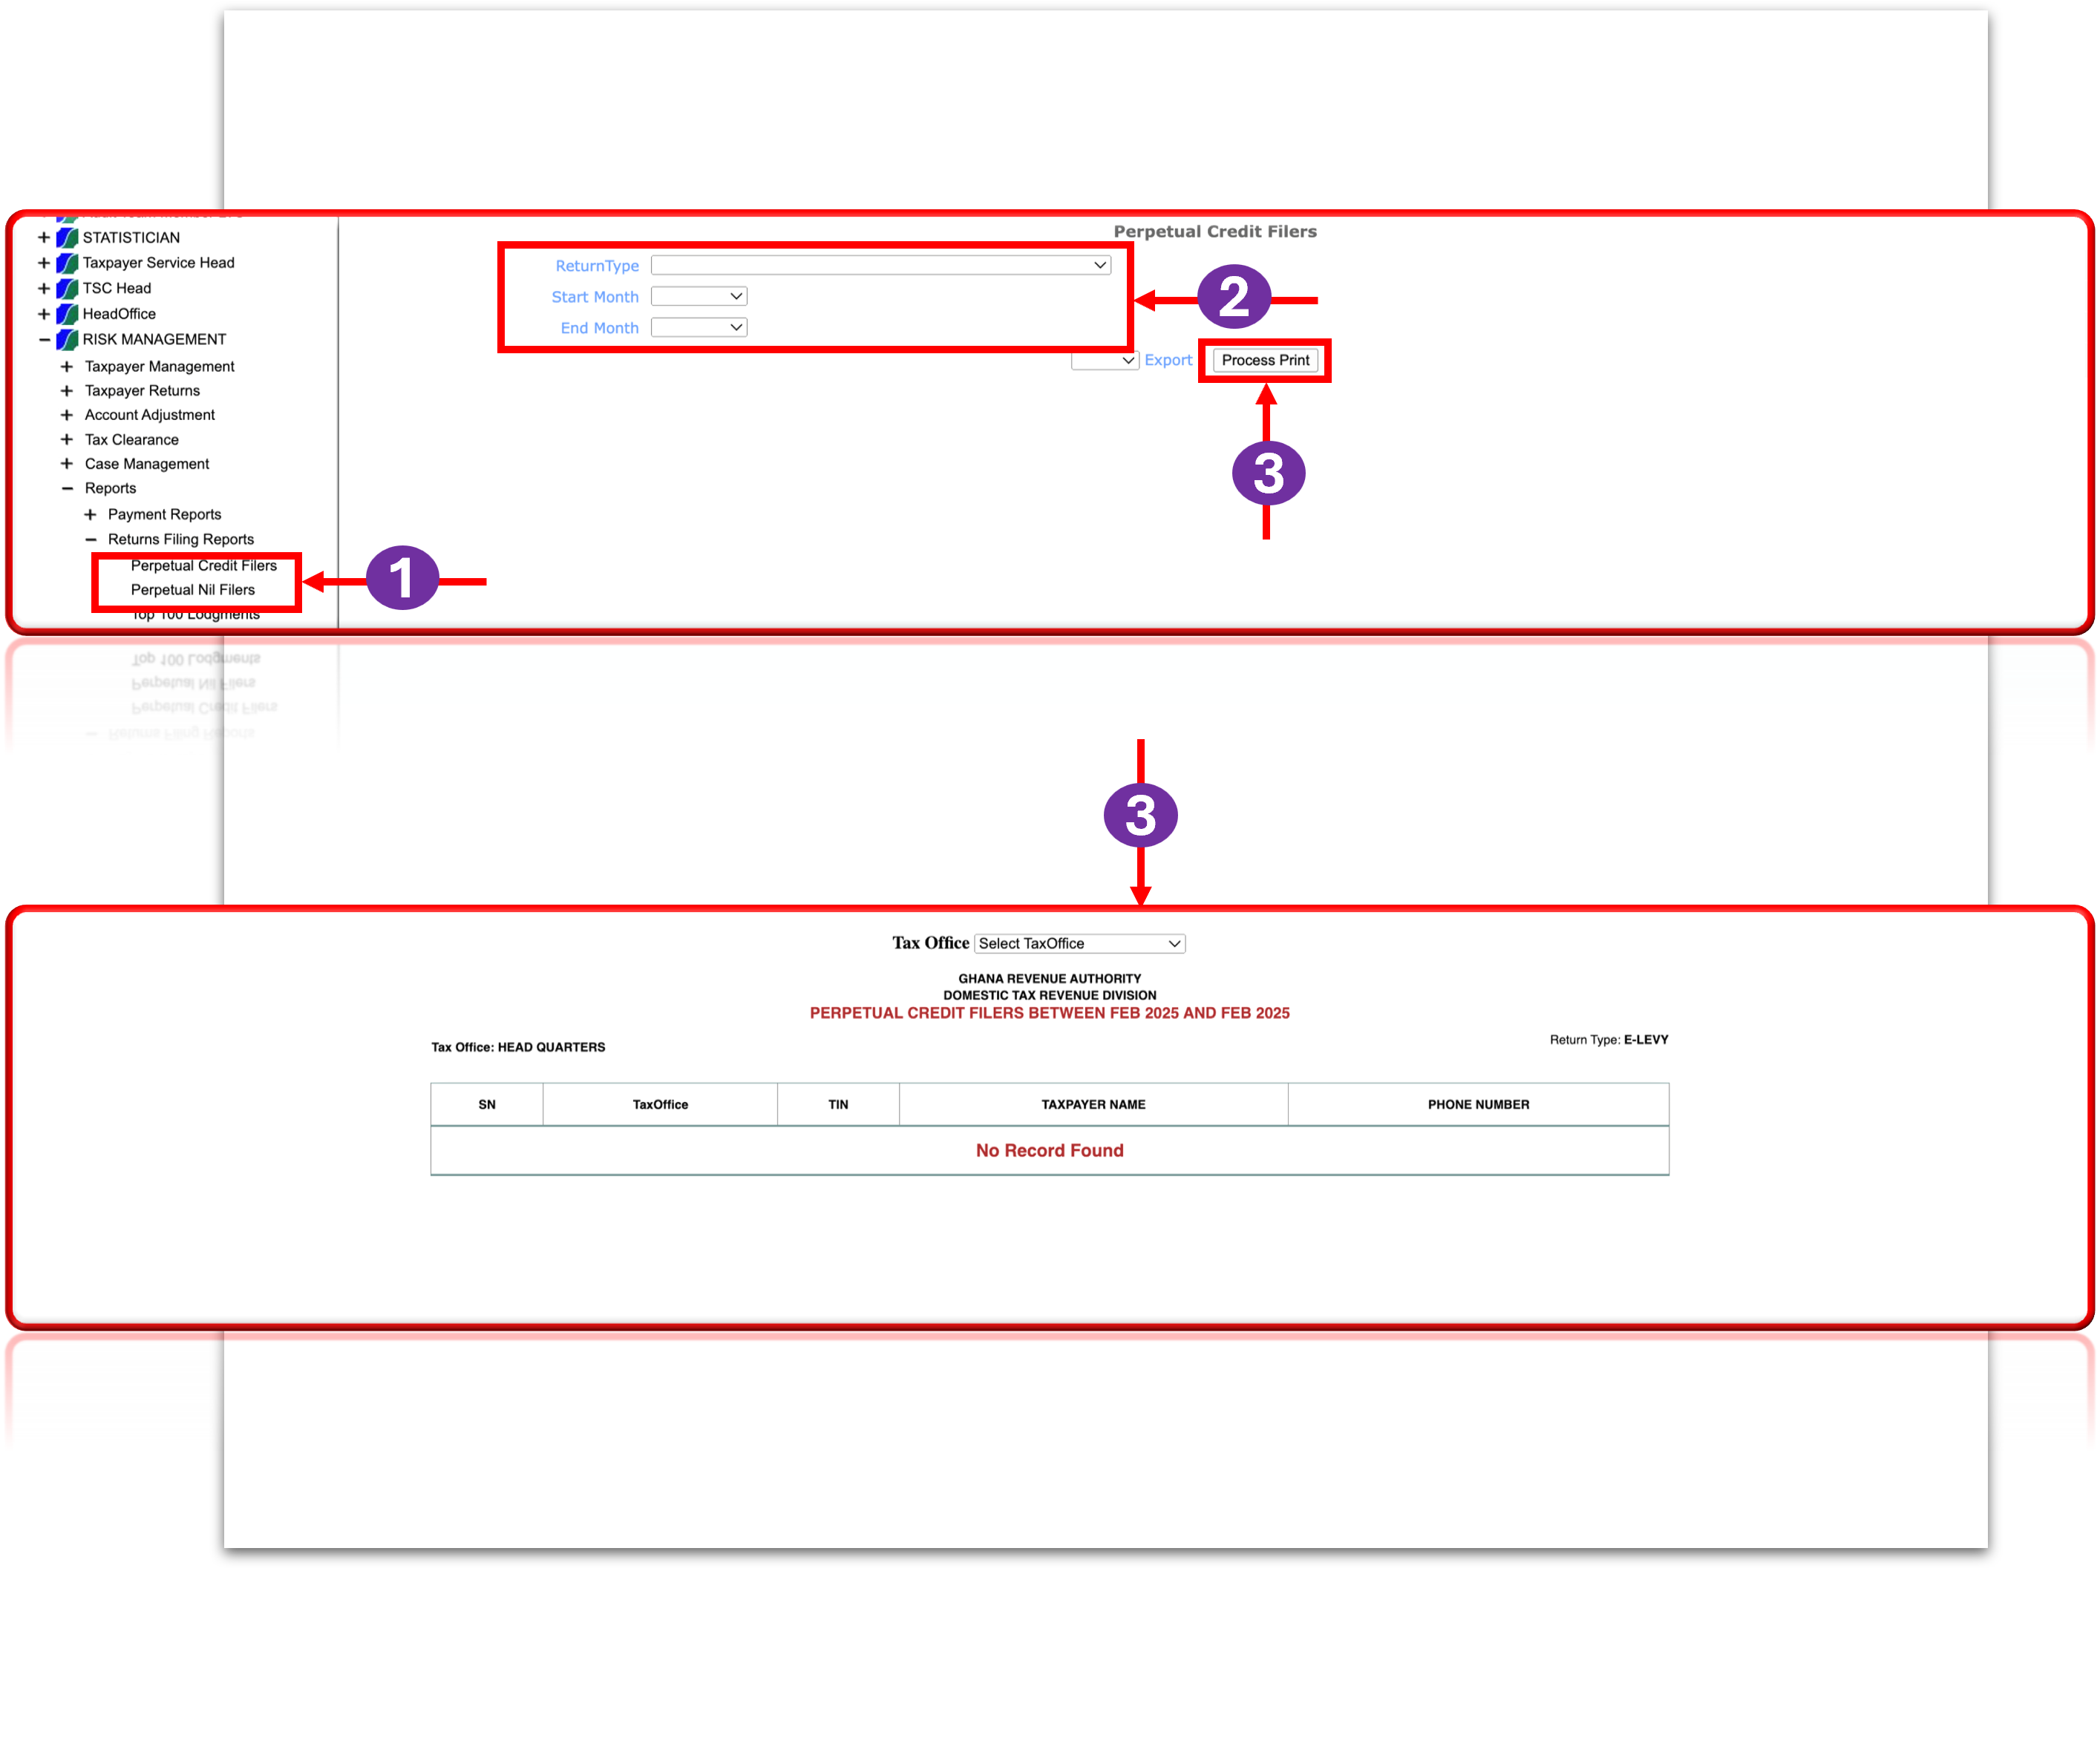 STATISTICIAN
Taxpayer Service Head
TSC Head
HeadOffice
RISK MANAGEMENT
Taxpayer Management
Taxpayer Returns
Account Adjustment
Tax Clearance
Case Management
Reports
Payment Reports
Returns Filing Reports
Perpetual Credit Filers
Perpetual Nil Filers
Top 100 Lodgments
1
Perpetual Credit Filers
ReturnType
Start Month
End Month
2
Export Process Print
3
3
Tax Office Select TaxOffice
GHANA REVENUE AUTHORITY
DOMESTIC TAX REVENUE DIVISION
PERPETUAL CREDIT FILERS BETWEEN FEB 2025 AND FEB 2025
Return Type: E-LEVY
Tax Office: HEAD QUARTERS
SN TaxOffice TIN TAXPAYER NAME PHONE NUMBER
No Record Found